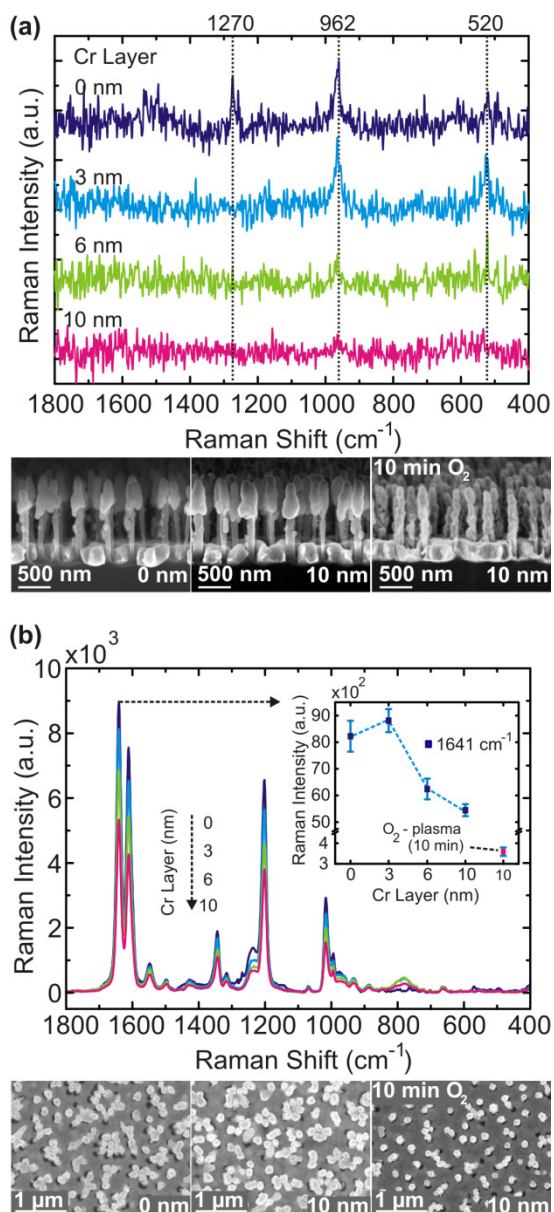 (a)
1270 962 520
Cr Layer
0 nm
3 nm
6 nm
10 nm
Raman Intensity (a.u.)
1800 1600 1400 1200 1000 800 600 400
Raman Shift (cm⁻¹)
500 nm 0 nm
500 nm 10 nm
10 min O₂
500 nm 10 nm
(b)
x10³
10
8
6
4
2
0
Raman Intensity (a.u.)
Cr Layer (nm)
0
3
6
10
x10²
90
80
70
60
50
4
3
Raman Intensity (a.u.)
1641 cm⁻¹
O₂ - plasma
(10 min)
0 3 6 10 10
Cr Layer (nm)
1800 1600 1400 1200 1000 800 600 400
Raman Shift (cm⁻¹)
1 µm 0 nm
1 µm 10 nm
10 min O₂
1 µm 10 nm